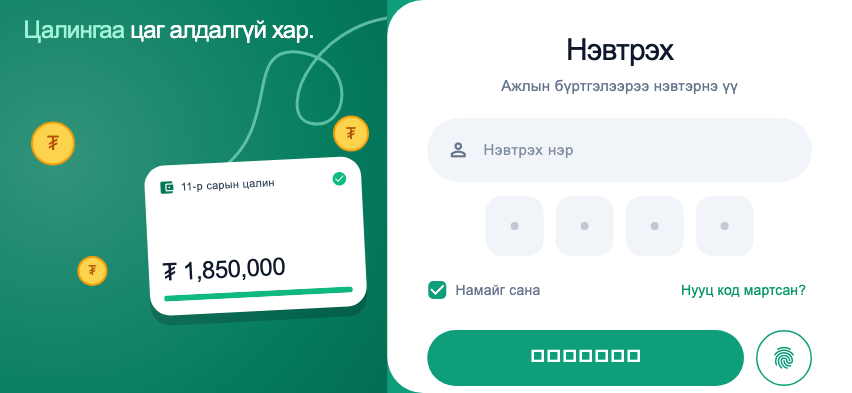 Цалингаа цаг алдалгүй хар.
₮
₮
11-р сарын цалин
₮ 1,850,000
₮
Нэвтрэх
Ажлын бүртгэлээрээ нэвтэрнэ үү
Нэвтрэх нэр
Намайг сана
Нууц код мартсан?